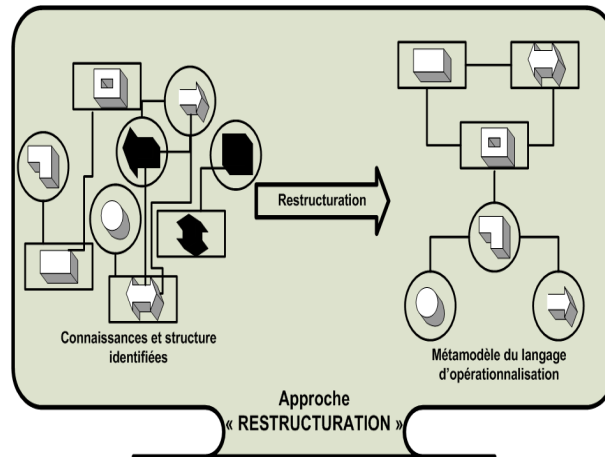 Restructuration
Connaissances et structure
identifiées
Métamodèle du langage
d'opérationnalisation
Approche
« RESTRUCTURATION »